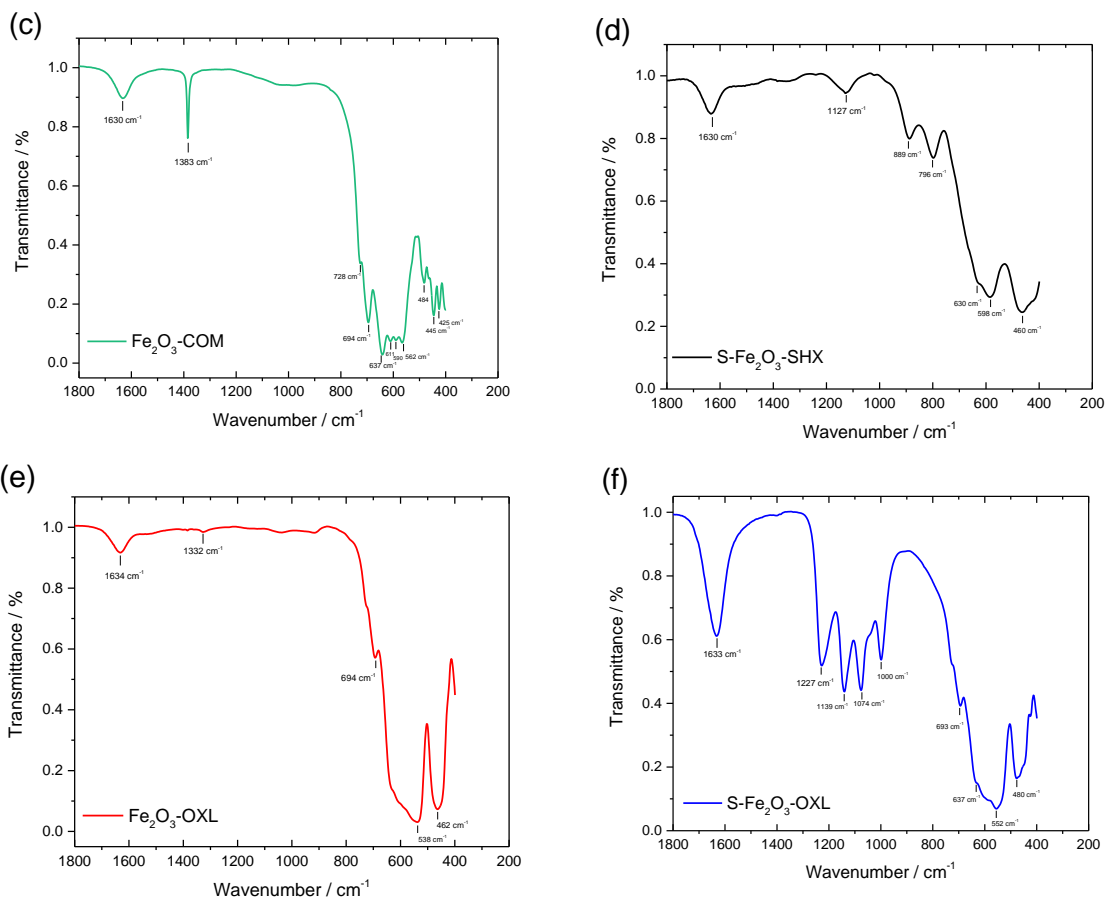 (c)
1.0
0.8
0.6
0.4
0.2
0.0
Transmittance / %
1630 cm⁻¹
1383 cm⁻¹
728 cm⁻¹
694 cm⁻¹
637 cm⁻¹
611
590
562 cm⁻¹
484
445 cm⁻¹
425 cm⁻¹
Fe₂O₃-COM
1800 1600 1400 1200 1000 800 600 400 200
Wavenumber / cm⁻¹
(d)
1.0
0.8
0.6
0.4
0.2
0.0
Transmittance / %
1630 cm⁻¹
1127 cm⁻¹
889 cm⁻¹
796 cm⁻¹
630 cm⁻¹
598 cm⁻¹
460 cm⁻¹
S-Fe₂O₃-SHX
1800 1600 1400 1200 1000 800 600 400 200
Wavenumber / cm⁻¹
(e)
1.0
0.8
0.6
0.4
0.2
0.0
Transmittance / %
1634 cm⁻¹
1332 cm⁻¹
694 cm⁻¹
538 cm⁻¹
462 cm⁻¹
Fe₂O₃-OXL
1800 1600 1400 1200 1000 800 600 400 200
Wavenumber / cm⁻¹
(f)
1.0
0.8
0.6
0.4
0.2
0.0
Transmittance / %
1633 cm⁻¹
1227 cm⁻¹
1139 cm⁻¹
1074 cm⁻¹
1000 cm⁻¹
693 cm⁻¹
637 cm⁻¹
552 cm⁻¹
480 cm⁻¹
S-Fe₂O₃-OXL
1800 1600 1400 1200 1000 800 600 400 200
Wavenumber / cm⁻¹